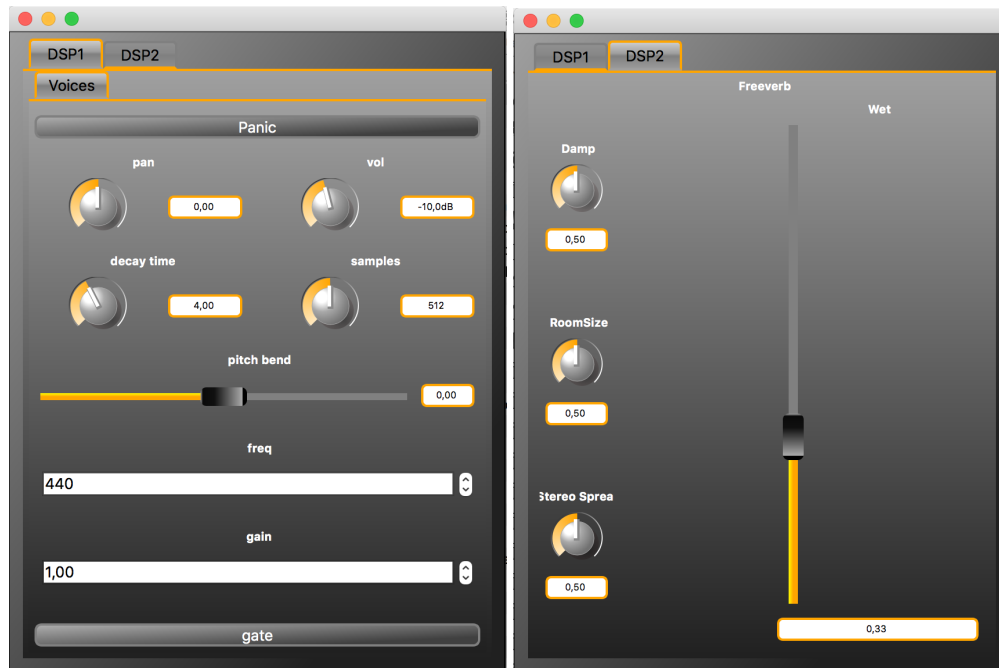 DSP1 DSP2
Voices
Panic
pan vol
0,00 -10,0dB
decay time samples
4,00 512
pitch bend
0,00
freq
440
gain
1,00
gate
DSP1 DSP2
Freeverb
Wet
Damp
0,50
RoomSize
0,50
Stereo Sprea
0,50
0,33